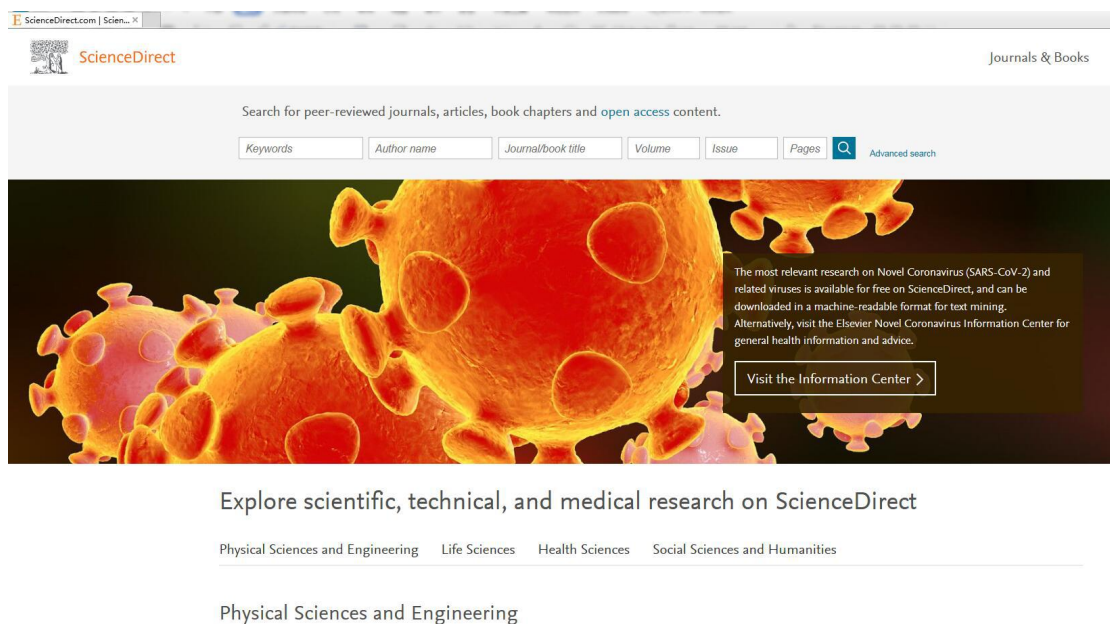 ScienceDirect.com | Scien...
ScienceDirect
Journals & Books
Search for peer-reviewed journals, articles, book chapters and open access content.
Keywords Author name Journal/book title Volume Issue Pages Advanced search
The most relevant research on Novel Coronavirus (SARS-CoV-2) and
related viruses is available for free on ScienceDirect, and can be
downloaded in a machine-readable format for text mining.
Alternatively, visit the Elsevier Novel Coronavirus Information Center for
general health information and advice.
Visit the Information Center >
Explore scientific, technical, and medical research on ScienceDirect
Physical Sciences and Engineering Life Sciences Health Sciences Social Sciences and Humanities
Physical Sciences and Engineering